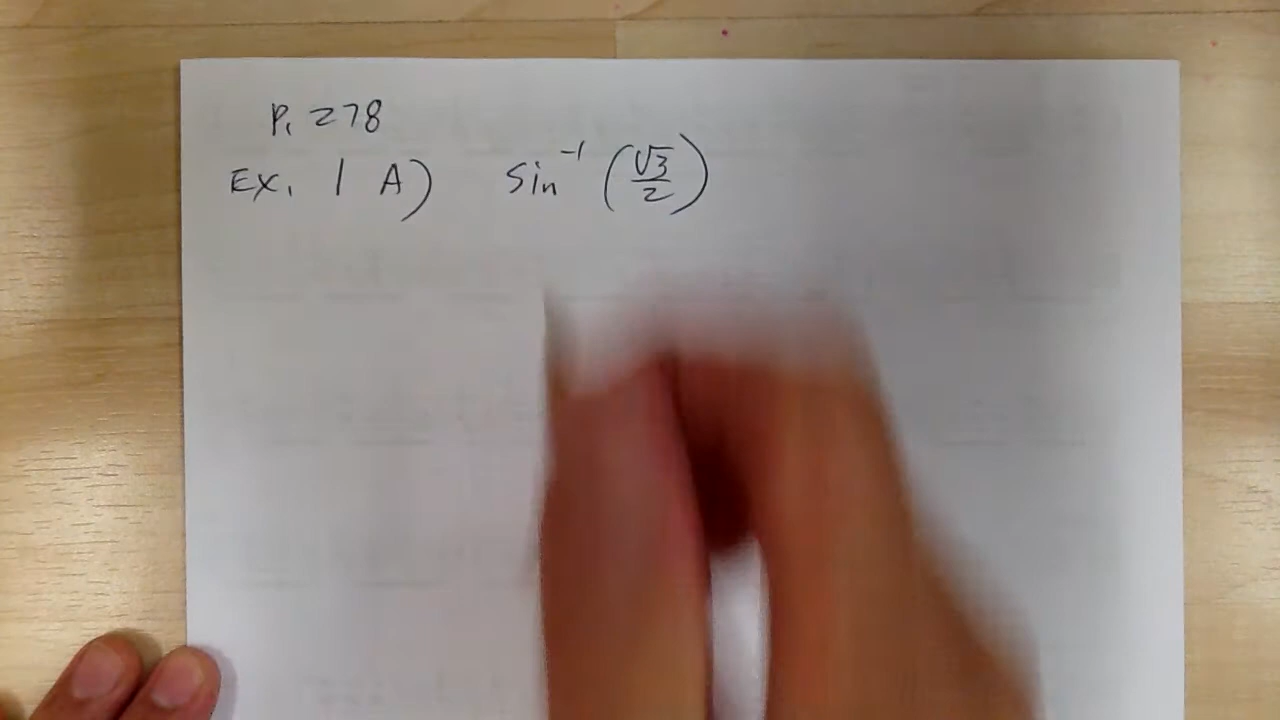 P. 278
Ex. 1 A) sin⁻¹ (√3/2)